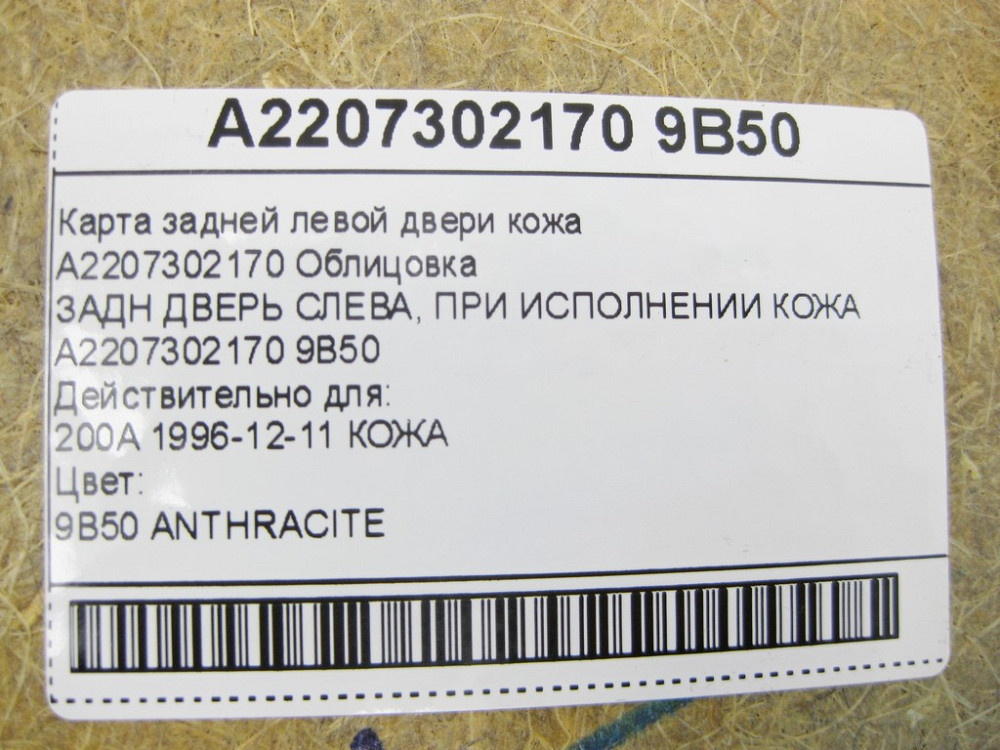 A2207302170 9B50
Карта задней левой двери кожа
A2207302170 Облицовка
ЗАДН ДВЕРЬ СЛЕВА, ПРИ ИСПОЛНЕНИИ КОЖА
A2207302170 9B50
Действительно для:
200A 1996-12-11 КОЖА
Цвет:
9B50 ANTHRACITE